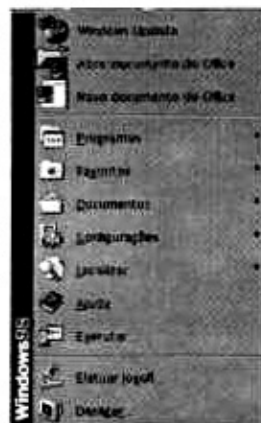 Windows Update
Abrir documento do Office
Novo documento do Office
Programas
Favoritos
Documentos
Configurações
Localizar
Ajuda
Executar
Efetuar logoff
Desligar
Windows98